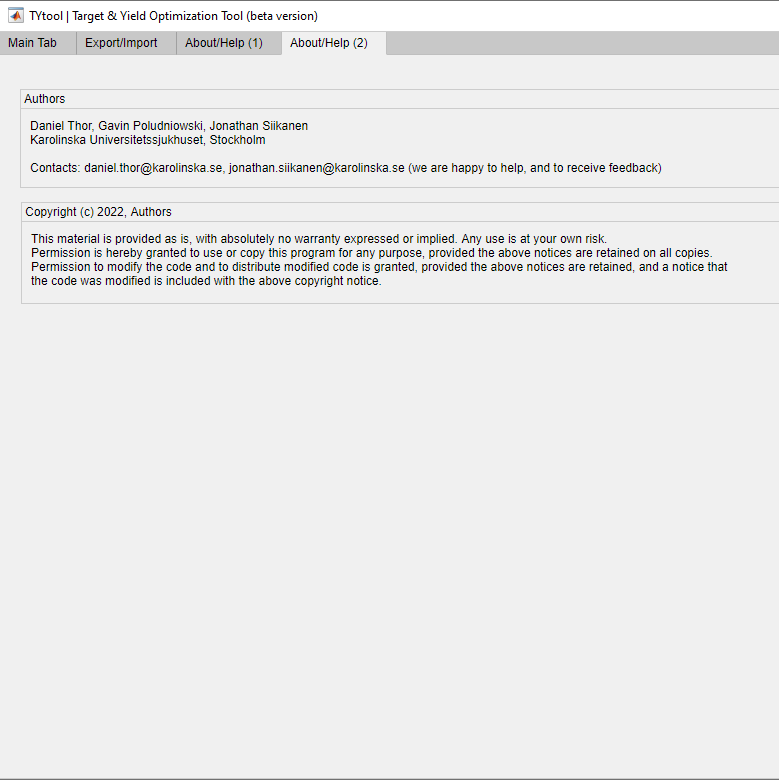 TYtool | Target & Yield Optimization Tool (beta version)
Main Tab Export/Import About/Help (1) About/Help (2)
Authors
Daniel Thor, Gavin Poludniowski, Jonathan Siikanen
Karolinska Universitetssjukhuset, Stockholm
Contacts: daniel.thor@karolinska.se, jonathan.siikanen@karolinska.se (we are happy to help, and to receive feedback)
Copyright (c) 2022, Authors
This material is provided as is, with absolutely no warranty expressed or implied. Any use is at your own risk.
Permission is hereby granted to use or copy this program for any purpose, provided the above notices are retained on all copies.
Permission to modify the code and to distribute modified code is granted, provided the above notices are retained, and a notice that
the code was modified is included with the above copyright notice.